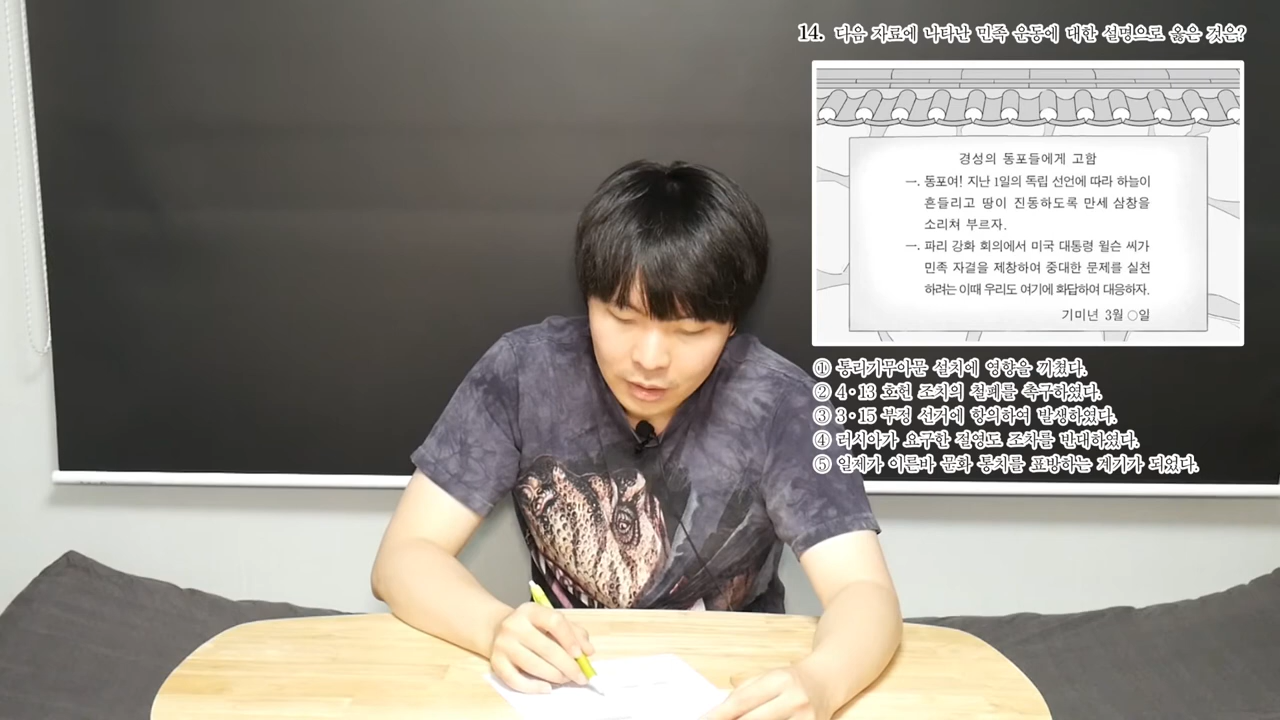 14. 다음 자료에 나타난 민족 운동에 대한 설명으로 옳은 것은?
경성의 동포들에게 고함
一. 동포여! 지난 1일의 독립 선언에 따라 하늘이
흔들리고 땅이 진동하도록 만세 삼창을
소리쳐 부르자.
一. 파리 강화 회의에서 미국 대통령 윌슨 씨가
민족 자결을 제창하여 중대한 문제를 실천
하려는 이때 우리도 여기에 화답하여 대응하자.
기미년 3월 ○일
① 통리기무아문 설치에 영향을 끼쳤다.
② 4·13 호헌 조치의 철폐를 촉구하였다.
③ 3·15 부정 선거에 항의하여 발생하였다.
④ 러시아가 요구한 절영도 조차를 반대하였다.
⑤ 일제가 이른바 문화 통치를 표방하는 계기가 되었다.